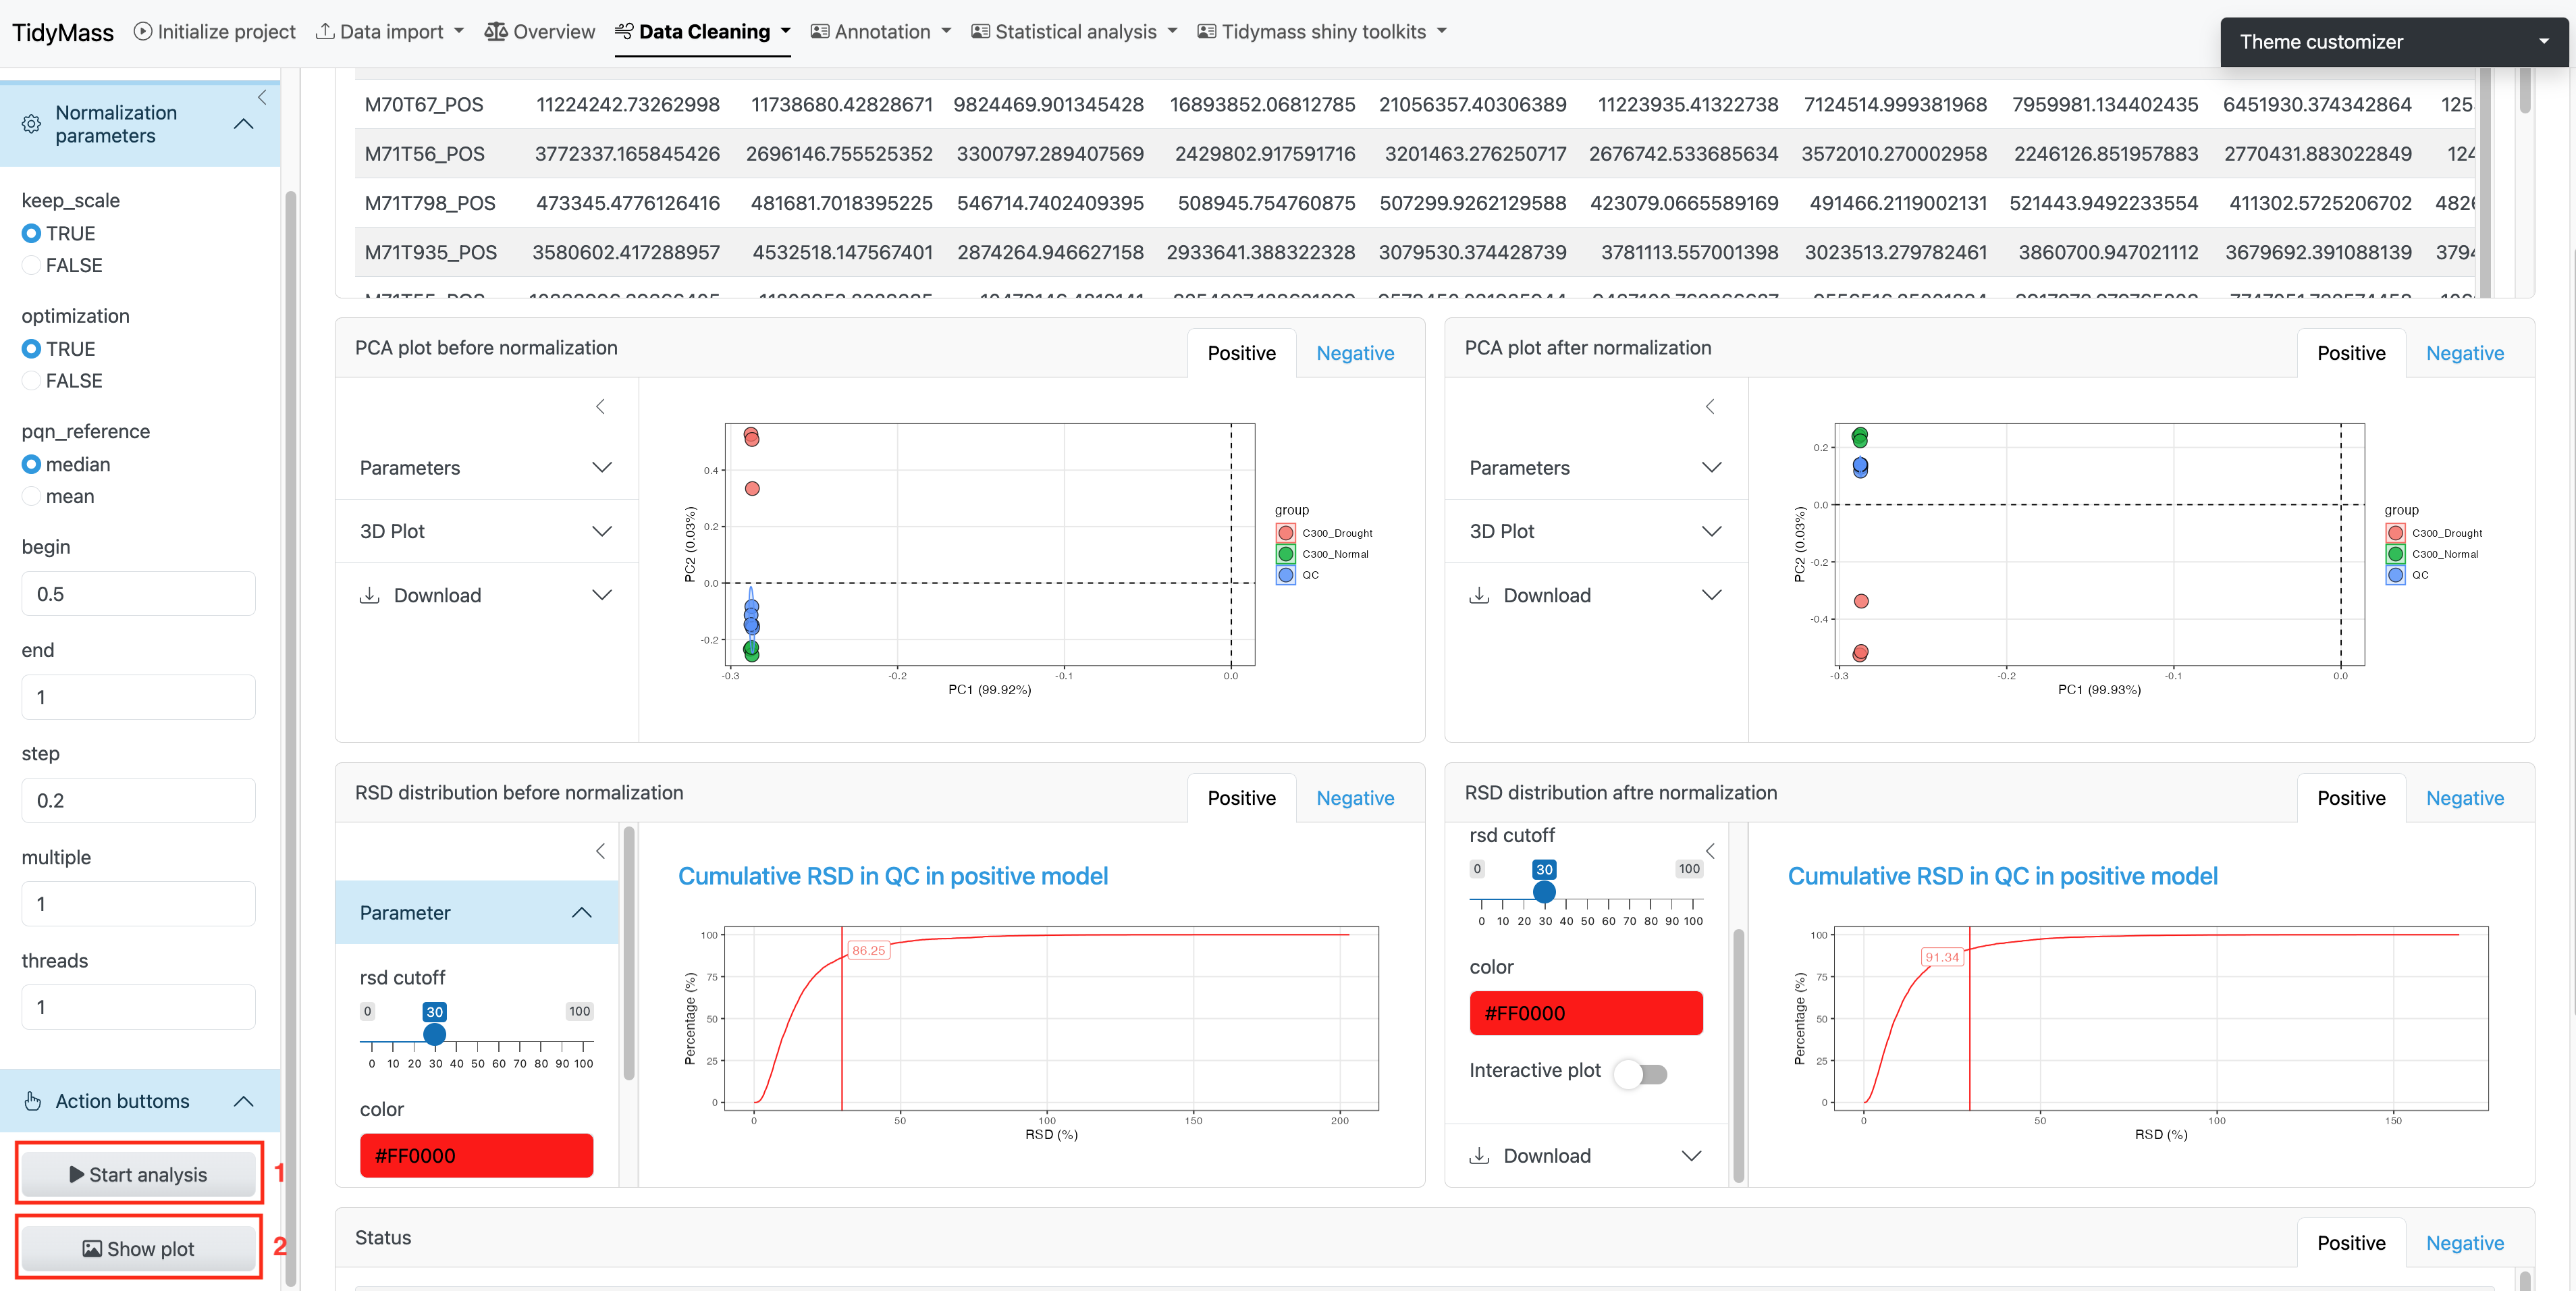 TidyMass Initialize project Data import Overview Data Cleaning Annotation Statistical analysis Tidymass shiny toolkits
Theme customizer
Normalization
parameters
keep_scale
TRUE
FALSE
optimization
TRUE
FALSE
pqn_reference
median
mean
begin
0.5
end
1
step
0.2
multiple
1
threads
1
Action buttoms
Start analysis 1
Show plot 2
M70T67_POS 11224242.73262998 11738680.42828671 9824469.901345428 16893852.06812785 21056357.40306389 11223935.41322738 7124514.999381968 7959981.134402435 6451930.374342864 125
M71T56_POS 3772337.165845426 2696146.755525352 3300797.289407569 2429802.917591716 3201463.276250717 2676742.533685634 3572010.270002958 2246126.851957883 2770431.883022849 124
M71T798_POS 473345.4776126416 481681.7018395225 546714.7402409395 508945.754760875 507299.9262129588 423079.0665589169 491466.2119002131 521443.9492233554 411302.5725206702 4826
M71T935_POS 3580602.417288957 4532518.147567401 2874264.946627158 2933641.388322328 3079530.374428739 3781113.557001398 3023513.279782461 3860700.947021112 3679692.391088139 3794
PCA plot before normalization Positive Negative
Parameters
3D Plot
Download
PC2 (0.03%)
0.4
0.2
0.0
-0.2
-0.3 -0.2 -0.1 0.0
PC1 (99.92%)
group
C300_Drought
C300_Normal
QC
PCA plot after normalization Positive Negative
Parameters
3D Plot
Download
PC2 (0.03%)
0.2
0.0
-0.2
-0.4
-0.3 -0.2 -0.1 0.0
PC1 (99.93%)
group
C300_Drought
C300_Normal
QC
RSD distribution before normalization Positive Negative
Parameter
rsd cutoff
0 30 100
0 10 20 30 40 50 60 70 80 90 100
color
#FF0000
Cumulative RSD in QC in positive model
Percentage (%)
100
75
50
25
0
86.25
0 50 100 150 200
RSD (%)
RSD distribution aftre normalization Positive Negative
rsd cutoff
0 30 100
0 10 20 30 40 50 60 70 80 90 100
color
#FF0000
Interactive plot
Download
Cumulative RSD in QC in positive model
Percentage (%)
100
75
50
25
0
91.34
0 50 100 150
RSD (%)
Status Positive Negative